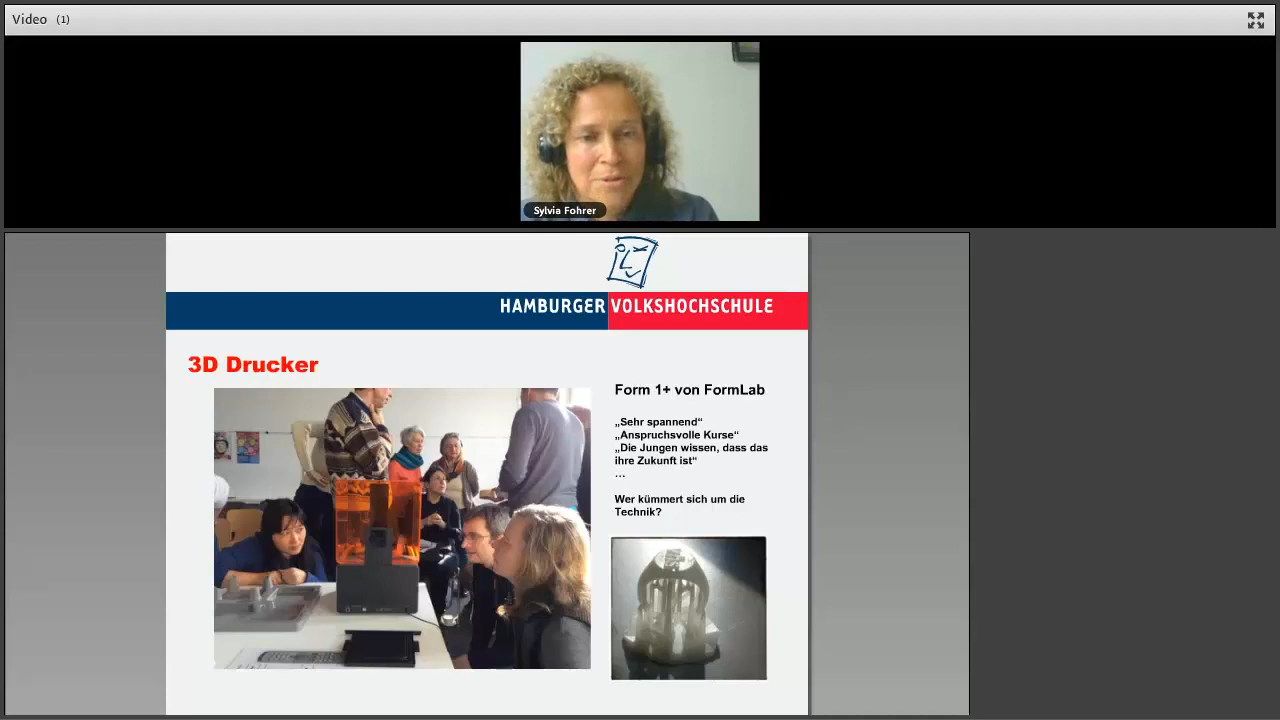 Video (1)
Sylvia Fohrer
HAMBURGER VOLKSHOCHSCHULE
3D Drucker
Form 1+ von FormLab
„Sehr spannend“
„Anspruchsvolle Kurse“
„Die Jungen wissen, dass das
ihre Zukunft ist“
...
Wer kümmert sich um die
Technik?